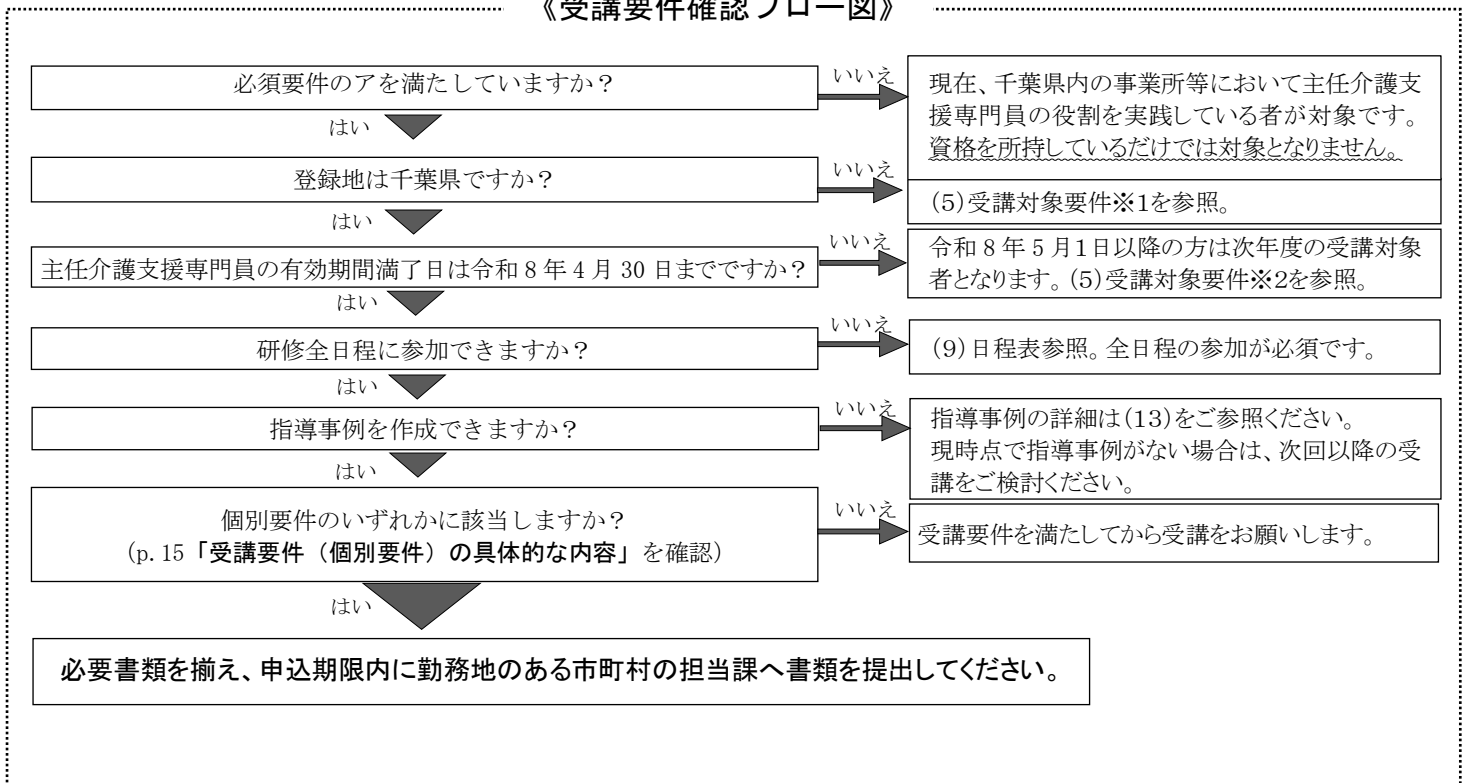 《受講要件確認フロー図》
必須要件のアを満たしていますか？
いいえ
現在、千葉県内の事業所等において主任介護支
援専門員の役割を実践している者が対象です。
資格を所持しているだけでは対象となりません。
はい
登録地は千葉県ですか？
いいえ
(5)受講対象要件※1を参照。
はい
主任介護支援専門員の有効期間満了日は令和 8 年 4 月 30 日までですか？
いいえ
令和 8 年 5 月1日以降の方は次年度の受講対象
者となります。(5)受講対象要件※2を参照。
はい
研修全日程に参加できますか？
いいえ
(9)日程表参照。全日程の参加が必須です。
はい
指導事例を作成できますか？
いいえ
指導事例の詳細は(13)をご参照ください。
現時点で指導事例がない場合は、次回以降の受
講をご検討ください。
はい
個別要件のいずれかに該当しますか？
(p.15「受講要件（個別要件）の具体的な内容」を確認)
いいえ
受講要件を満たしてから受講をお願いします。
はい
必要書類を揃え、申込期限内に勤務地のある市町村の担当課へ書類を提出してください。